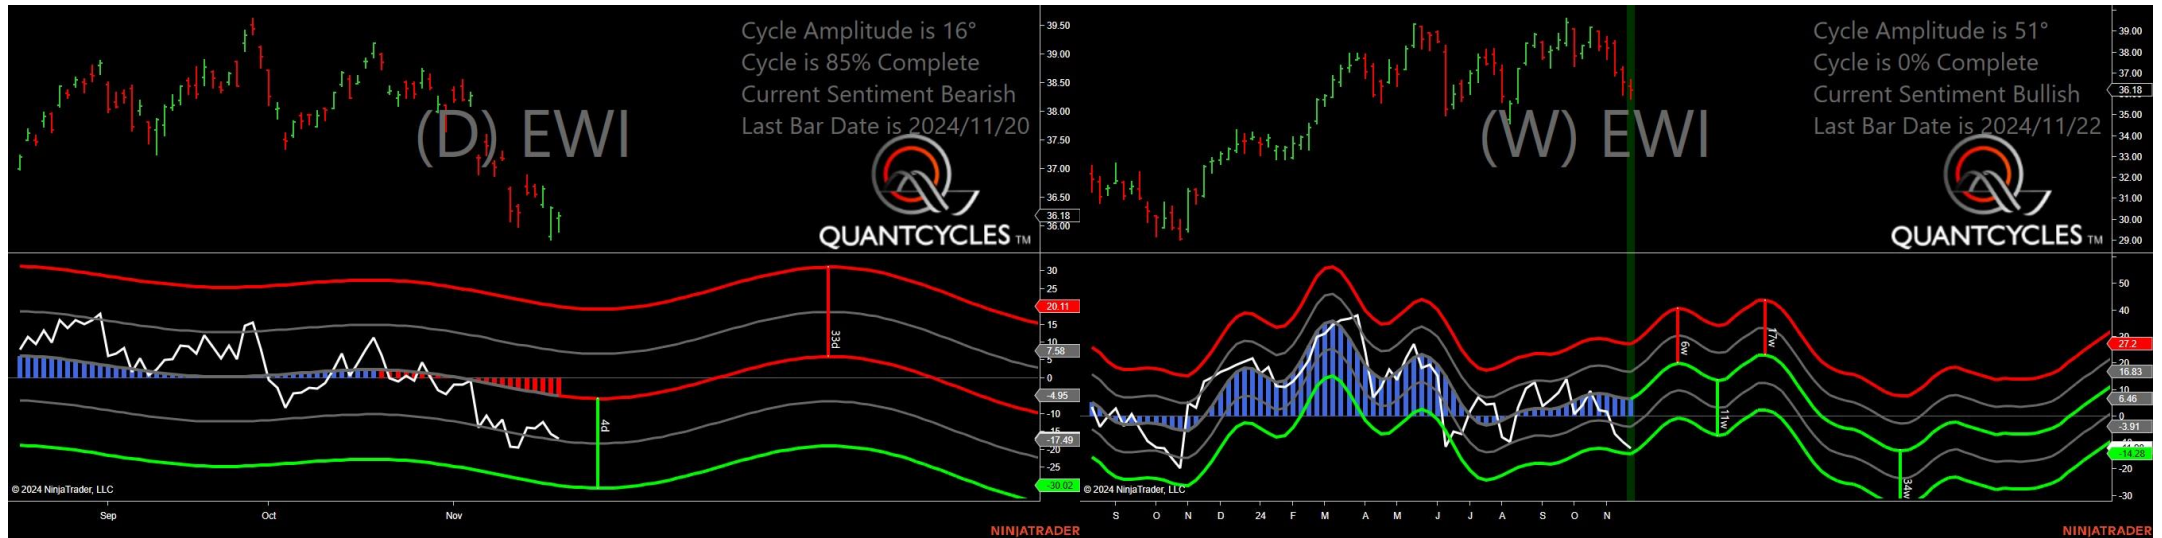 Cycle Amplitude is 16°
Cycle is 85% Complete
Current Sentiment Bearish
Last Bar Date is 2024/11/20
(D) EWI
QUANTCYCLES TM
39.50
39.00
38.50
38.00
37.50
37.00
36.50
36.18
36.00
30
25
20.11
15
10
7.58
5
0
-4.95
-10
-15
-17.49
-20
-25
-30.02
33d
4d
© 2024 NinjaTrader, LLC
Sep Oct Nov
NINJATRADER
Cycle Amplitude is 51°
Cycle is 0% Complete
Current Sentiment Bullish
Last Bar Date is 2024/11/22
(W) EWI
QUANTCYCLES TM
39.00
38.00
37.00
36.18
35.00
34.00
33.00
32.00
31.00
30.00
29.00
50
40
27.2
20
16.83
10
6.46
0
-3.91
-14.28
-20
-30
6w
11w
17w
34w
© 2024 NinjaTrader, LLC
S O N D 24 F M A M J J A S O N
NINJATRADER